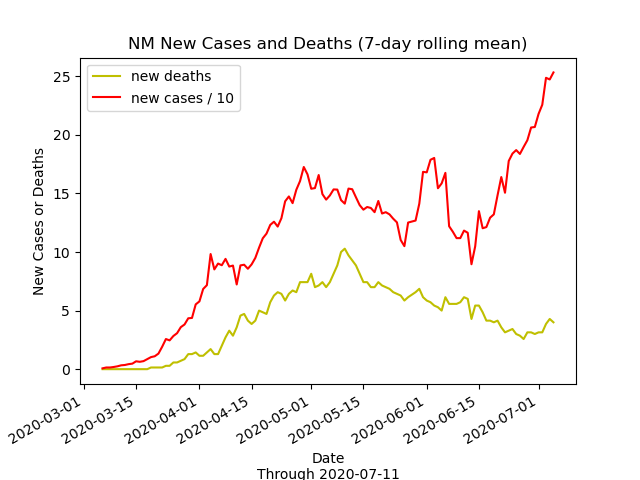 NM New Cases and Deaths (7-day rolling mean)
new deaths
new cases / 10
25
20
15
10
5
0
New Cases or Deaths
2020-03-01
2020-03-15
2020-04-01
2020-04-15
2020-05-01
2020-05-15
2020-06-01
2020-06-15
2020-07-01
Date
Through 2020-07-11